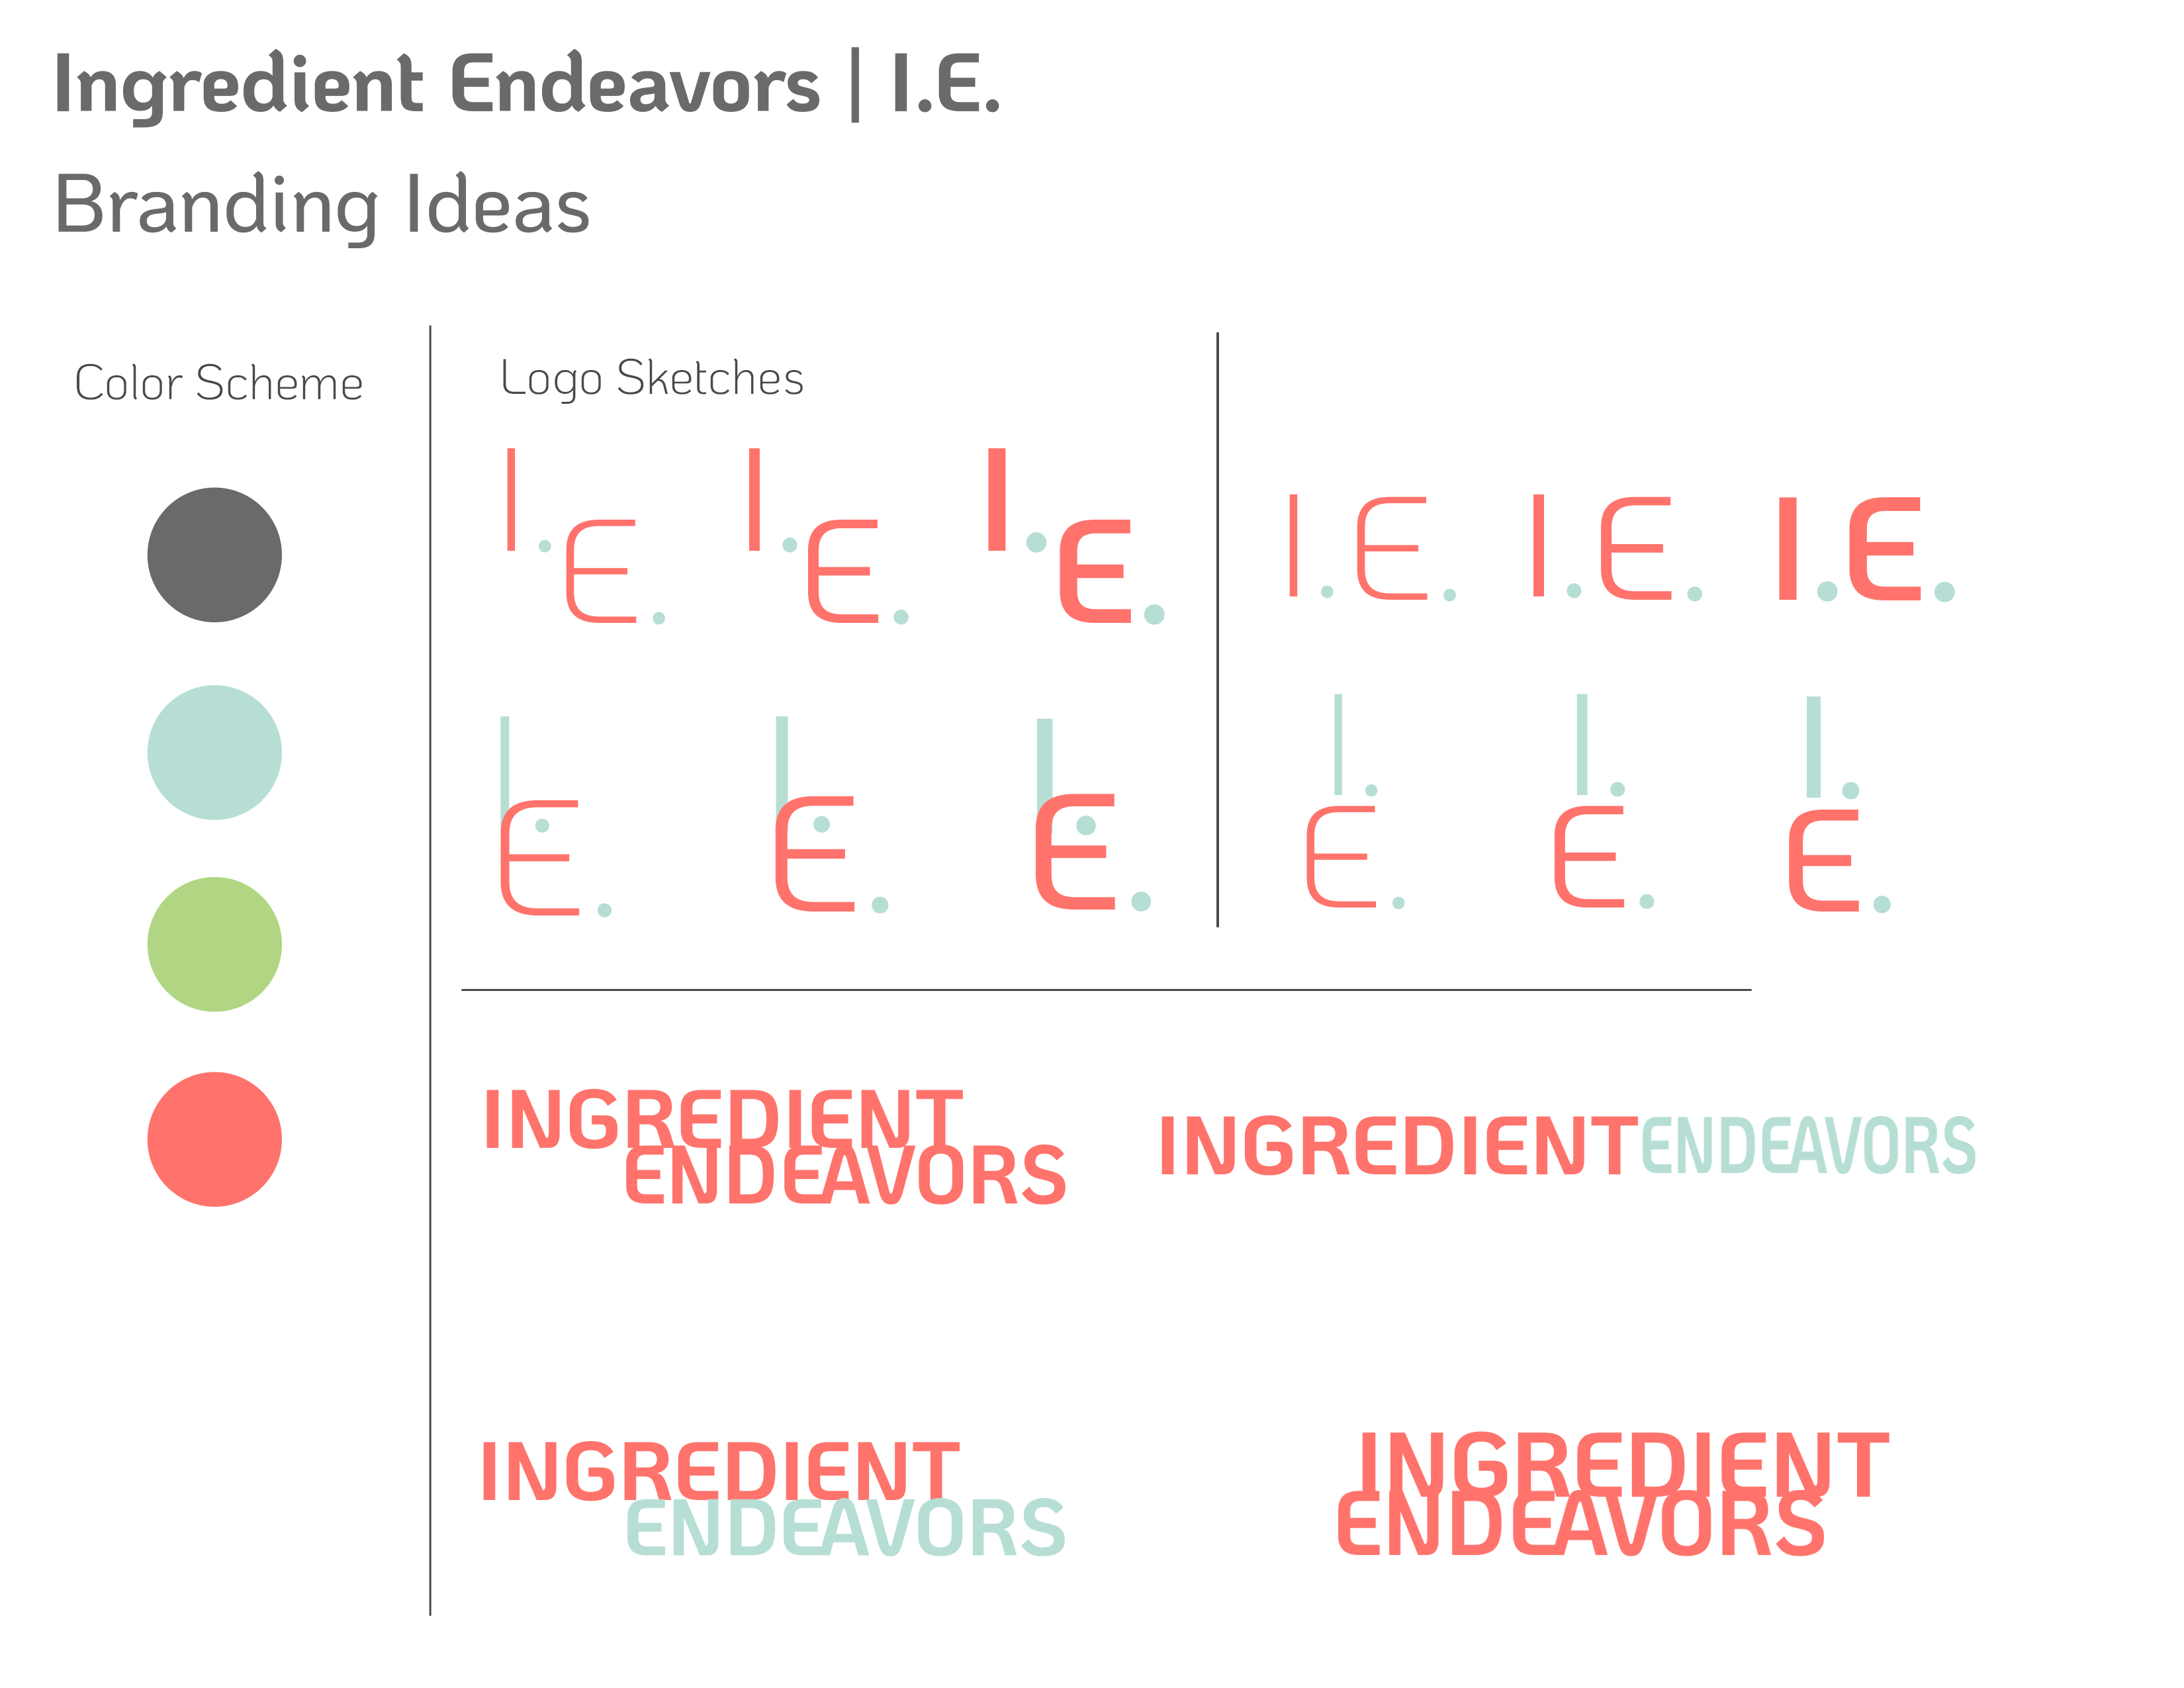 Ingredient Endeavors | I.E.
Branding Ideas
Color Scheme
Logo Sketches
I.E.
I.E.
I.E.
I.E.
I.E.
I.E.
I.E.
I.E.
I.E.
I.
E.
I.
E.
I.
E.
INGREDIENT
ENDEAVORS
INGREDIENTENDEAVORS
INGREDIENT
ENDEAVORS
INGREDIENT
ENDEAVORS